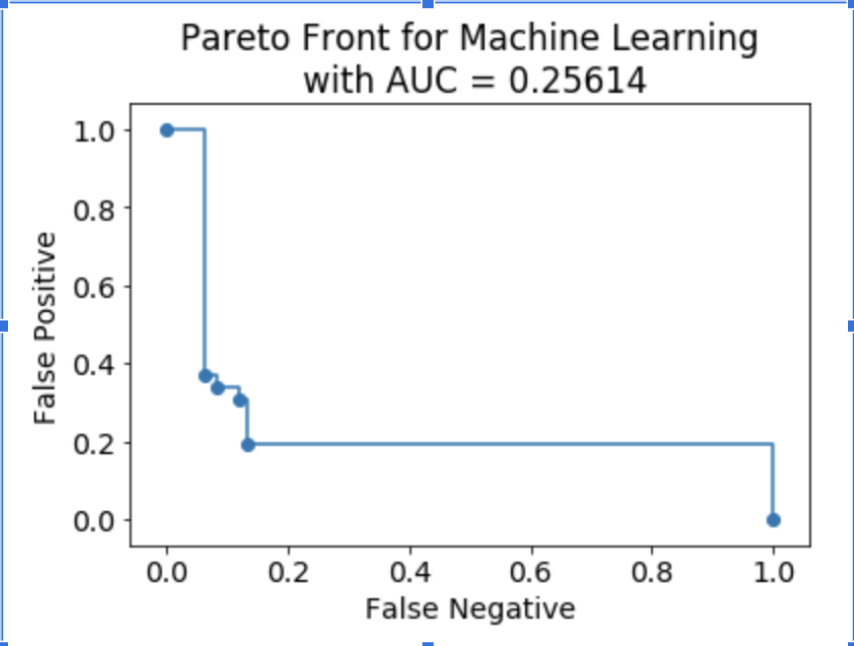 Pareto Front for Machine Learning
with AUC = 0.25614
1.0
0.8
0.6
0.4
0.2
0.0
False Positive
0.0 0.2 0.4 0.6 0.8 1.0
False Negative